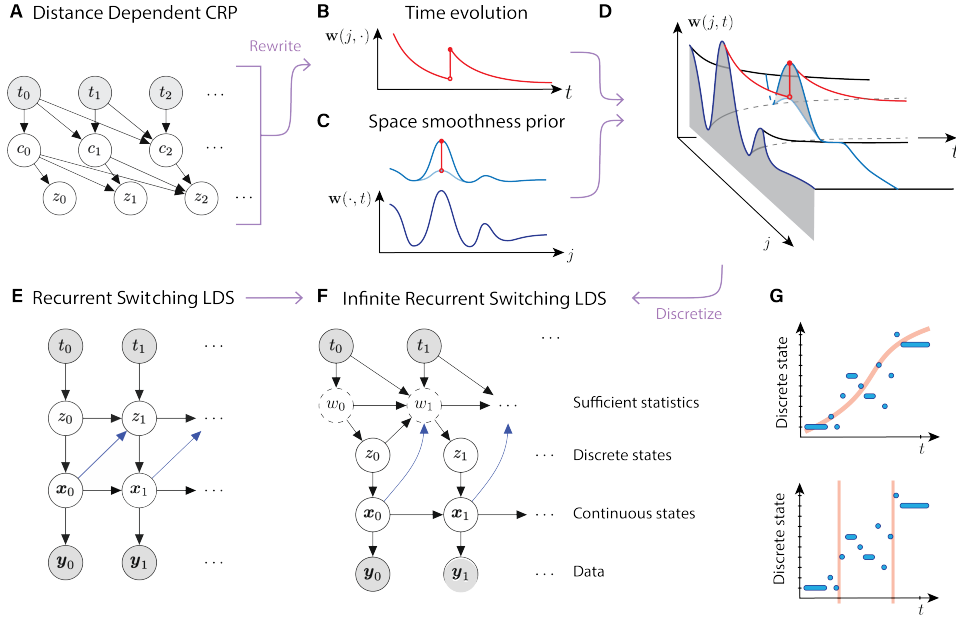 A Distance Dependent CRP
Rewrite
t₀ t₁ t₂ ···
c₀ c₁ c₂ ···
z₀ z₁ z₂ ···
B Time evolution
w(j, ·)
t
C
Space smoothness prior
w(·, t)
j
D
w(j, t)
t
j
E Recurrent Switching LDS
t₀ t₁ ···
z₀ z₁ ···
x₀ x₁ ···
y₀ y₁ ···
F Infinite Recurrent Switching LDS
Discretize
t₀ t₁ ···
w₀ w₁ ··· Sufficient statistics
z₀ z₁ ··· Discrete states
x₀ x₁ ··· Continuous states
y₀ y₁ ··· Data
G
Discrete state
t
Discrete state
t